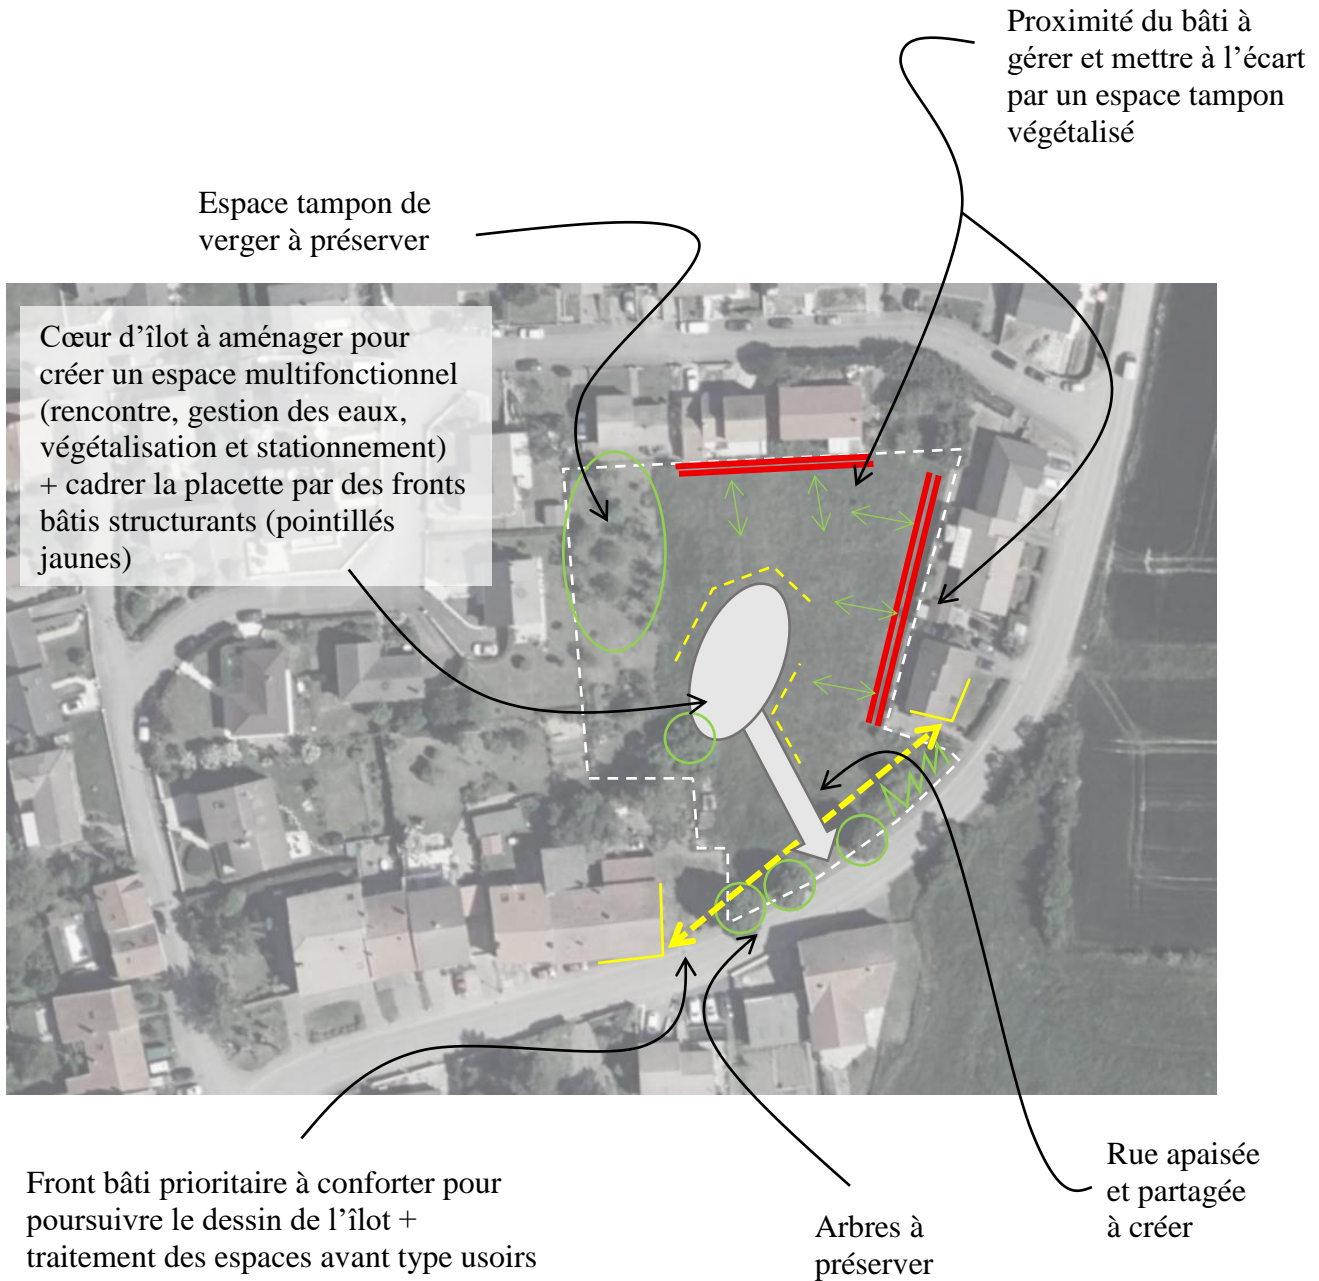 Proximité du bâti à
gérer et mettre à l’écart
par un espace tampon
végétalisé
Espace tampon de
verger à préserver
Cœur d’îlot à aménager pour
créer un espace multifonctionnel
(rencontre, gestion des eaux,
végétalisation et stationnement)
+ cadrer la placette par des fronts
bâtis structurants (pointillés
jaunes)
Front bâti prioritaire à conforter pour
poursuivre le dessin de l’îlot +
traitement des espaces avant type usoirs
Arbres à
préserver
Rue apaisée
et partagée
à créer